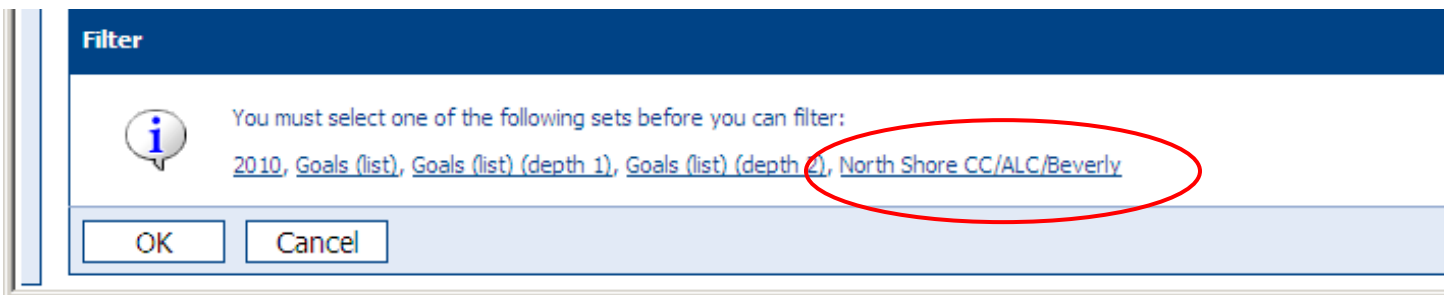 Filter
You must select one of the following sets before you can filter:
2010, Goals (list), Goals (list) (depth 1), Goals (list) (depth 2), North Shore CC/ALC/Beverly
OK Cancel